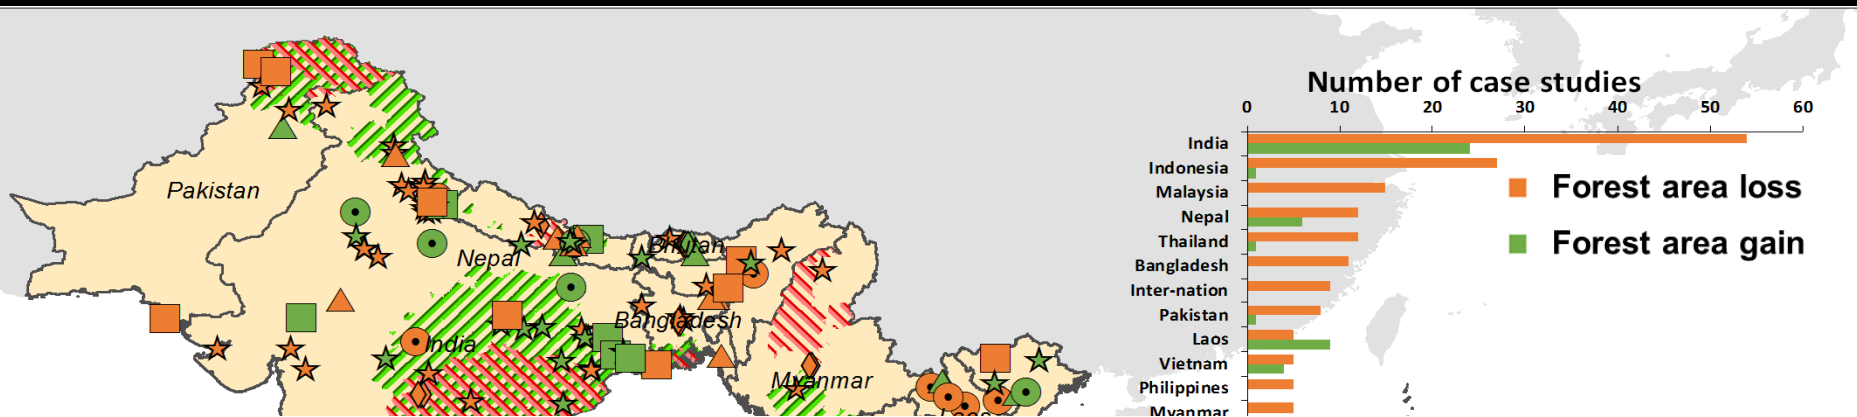 Number of case studies
0 10 20 30 40 50 60
India
Indonesia
Malaysia
Nepal
Thailand
Bangladesh
Inter-nation
Pakistan
Laos
Vietnam
Philippines
Myanmar
Forest area loss
Forest area gain
Pakistan
Nepal
Bhutan
Bangladesh
India
Myanmar
Laos